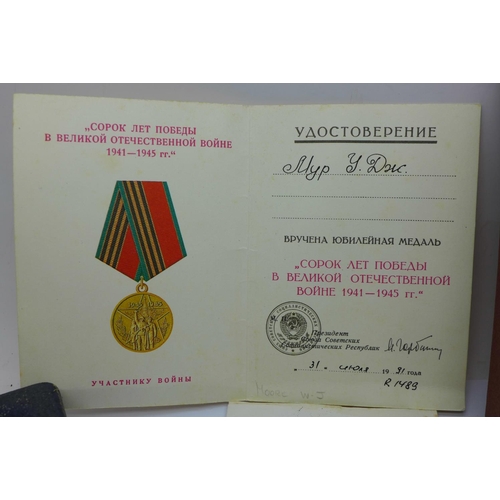 „СОРОК ЛЕТ ПОБЕДЫ
В ВЕЛИКОЙ ОТЕЧЕСТВЕННОЙ ВОЙНЕ
1941—1945 гг.“
УЧАСТНИКУ ВОЙНЫ
УДОСТОВЕРЕНИЕ
Мур У. Дж.
ВРУЧЕНА ЮБИЛЕЙНАЯ МЕДАЛЬ
„СОРОК ЛЕТ ПОБЕДЫ
В ВЕЛИКОЙ ОТЕЧЕСТВЕННОЙ
ВОЙНЕ 1941—1945 гг.“
Президент
Союза Советских
Социалистических Республик
„31“ июля 1991 года
R 1489